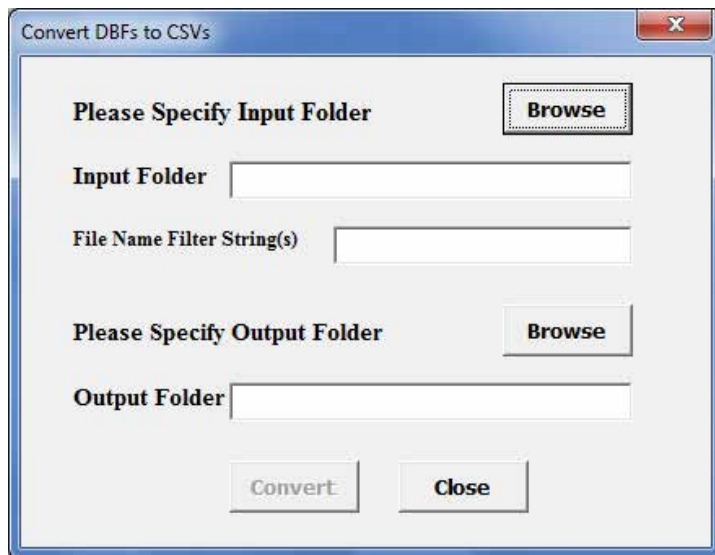 Convert DBFs to CSVs
Please Specify Input Folder
Browse
Input Folder
File Name Filter String(s)
Please Specify Output Folder
Browse
Output Folder
Convert
Close